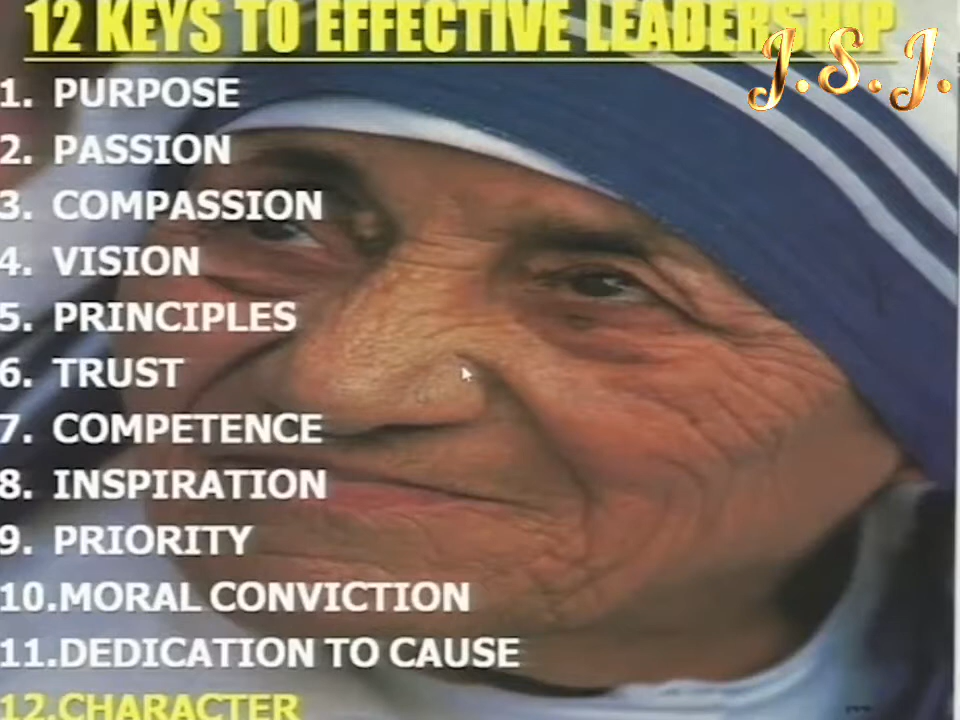 12 KEYS TO EFFECTIVE LEADERSHIP
J.S.J.
1. PURPOSE
2. PASSION
3. COMPASSION
4. VISION
5. PRINCIPLES
6. TRUST
7. COMPETENCE
8. INSPIRATION
9. PRIORITY
10.MORAL CONVICTION
11.DEDICATION TO CAUSE
12.CHARACTER